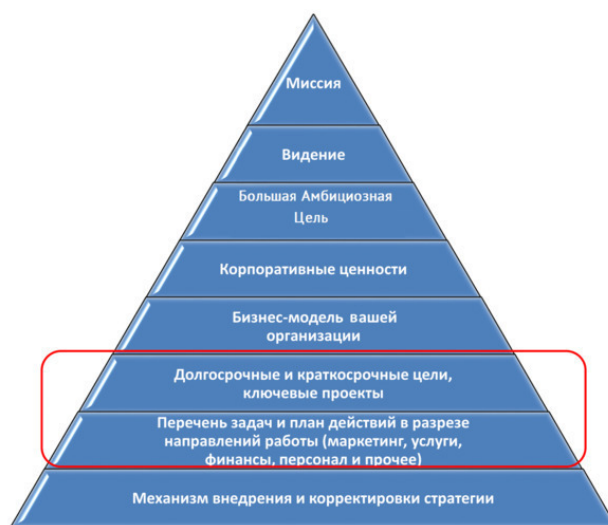 Миссия
Видение
Большая Амбициозная
Цель
Корпоративные ценности
Бизнес-модель вашей
организации
Долгосрочные и краткосрочные цели,
ключевые проекты
Перечень задач и план действий в разрезе
направлений работы (маркетинг, услуги,
финансы, персонал и прочее)
Механизм внедрения и корректировки стратегии